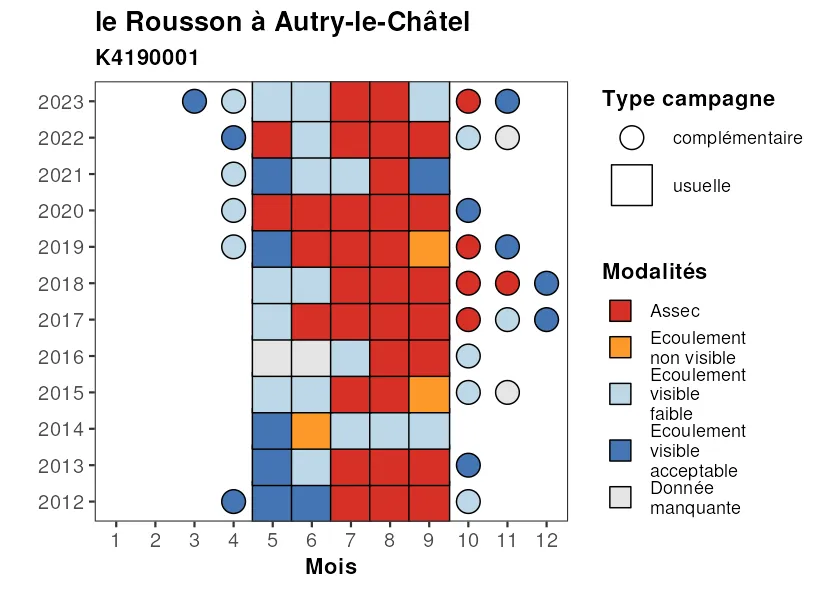 le Rousson à Autry-le-Châtel
K4190001
2023
2022
2021
2020
2019
2018
2017
2016
2015
2014
2013
2012
1 2 3 4 5 6 7 8 9 10 11 12
Mois
Type campagne
complémentaire
usuelle
Modalités
Assec
Ecoulement
non visible
Ecoulement
visible
faible
Ecoulement
visible
acceptable
Donnée
manquante